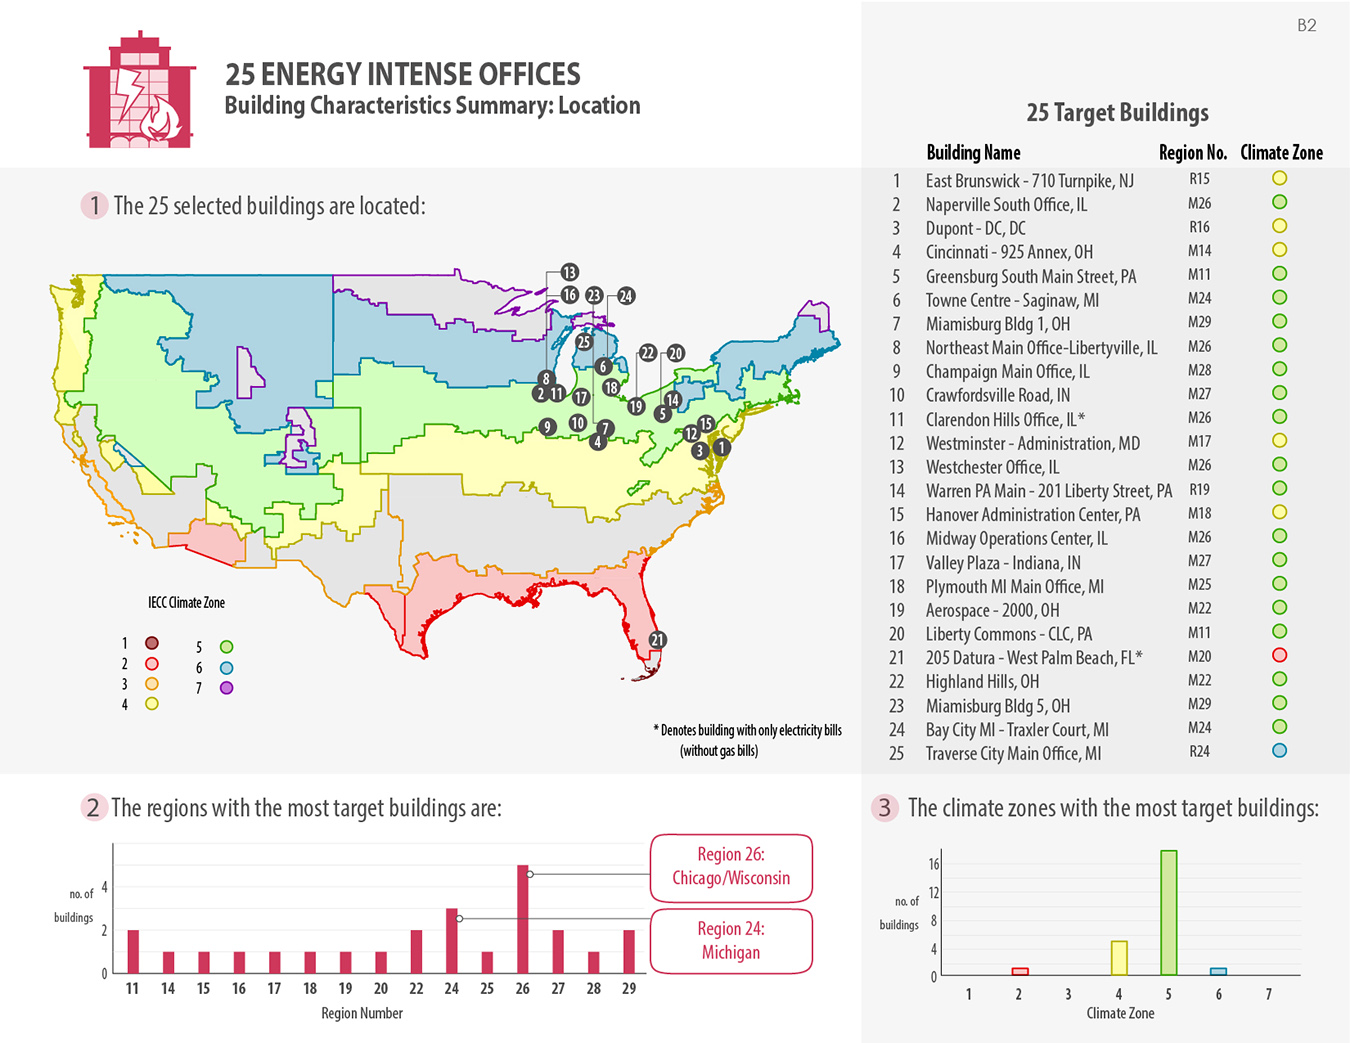 B2
25 ENERGY INTENSE OFFICES
Building Characteristics Summary: Location
1 The 25 selected buildings are located:
13
16 23 24
25
22 20
6
8
18
2 11 17
19 14
5
9 10 7
4
12 15
3 1
21
IECC Climate Zone
1 5
2 6
3 7
4
* Denotes building with only electricity bills
(without gas bills)
25 Target Buildings
Building Name Region No. Climate Zone
1 East Brunswick - 710 Turnpike, NJ R15
2 Naperville South Office, IL M26
3 Dupont - DC, DC R16
4 Cincinnati - 925 Annex, OH M14
5 Greensburg South Main Street, PA M11
6 Towne Centre - Saginaw, MI M24
7 Miamisburg Bldg 1, OH M29
8 Northeast Main Office-Libertyville, IL M26
9 Champaign Main Office, IL M28
10 Crawfordsville Road, IN M27
11 Clarendon Hills Office, IL* M26
12 Westminster - Administration, MD M17
13 Westchester Office, IL M26
14 Warren PA Main - 201 Liberty Street, PA R19
15 Hanover Administration Center, PA M18
16 Midway Operations Center, IL M26
17 Valley Plaza - Indiana, IN M27
18 Plymouth MI Main Office, MI M25
19 Aerospace - 2000, OH M22
20 Liberty Commons - CLC, PA M11
21 205 Datura - West Palm Beach, FL* M20
22 Highland Hills, OH M22
23 Miamisburg Bldg 5, OH M29
24 Bay City MI - Traxler Court, MI M24
25 Traverse City Main Office, MI R24
2 The regions with the most target buildings are:
no. of
buildings
4
2
0
11 14 15 16 17 18 19 20 22 24 25 26 27 28 29
Region Number
Region 26:
Chicago/Wisconsin
Region 24:
Michigan
3 The climate zones with the most target buildings:
no. of
buildings
16
12
8
4
0
1 2 3 4 5 6 7
Climate Zone